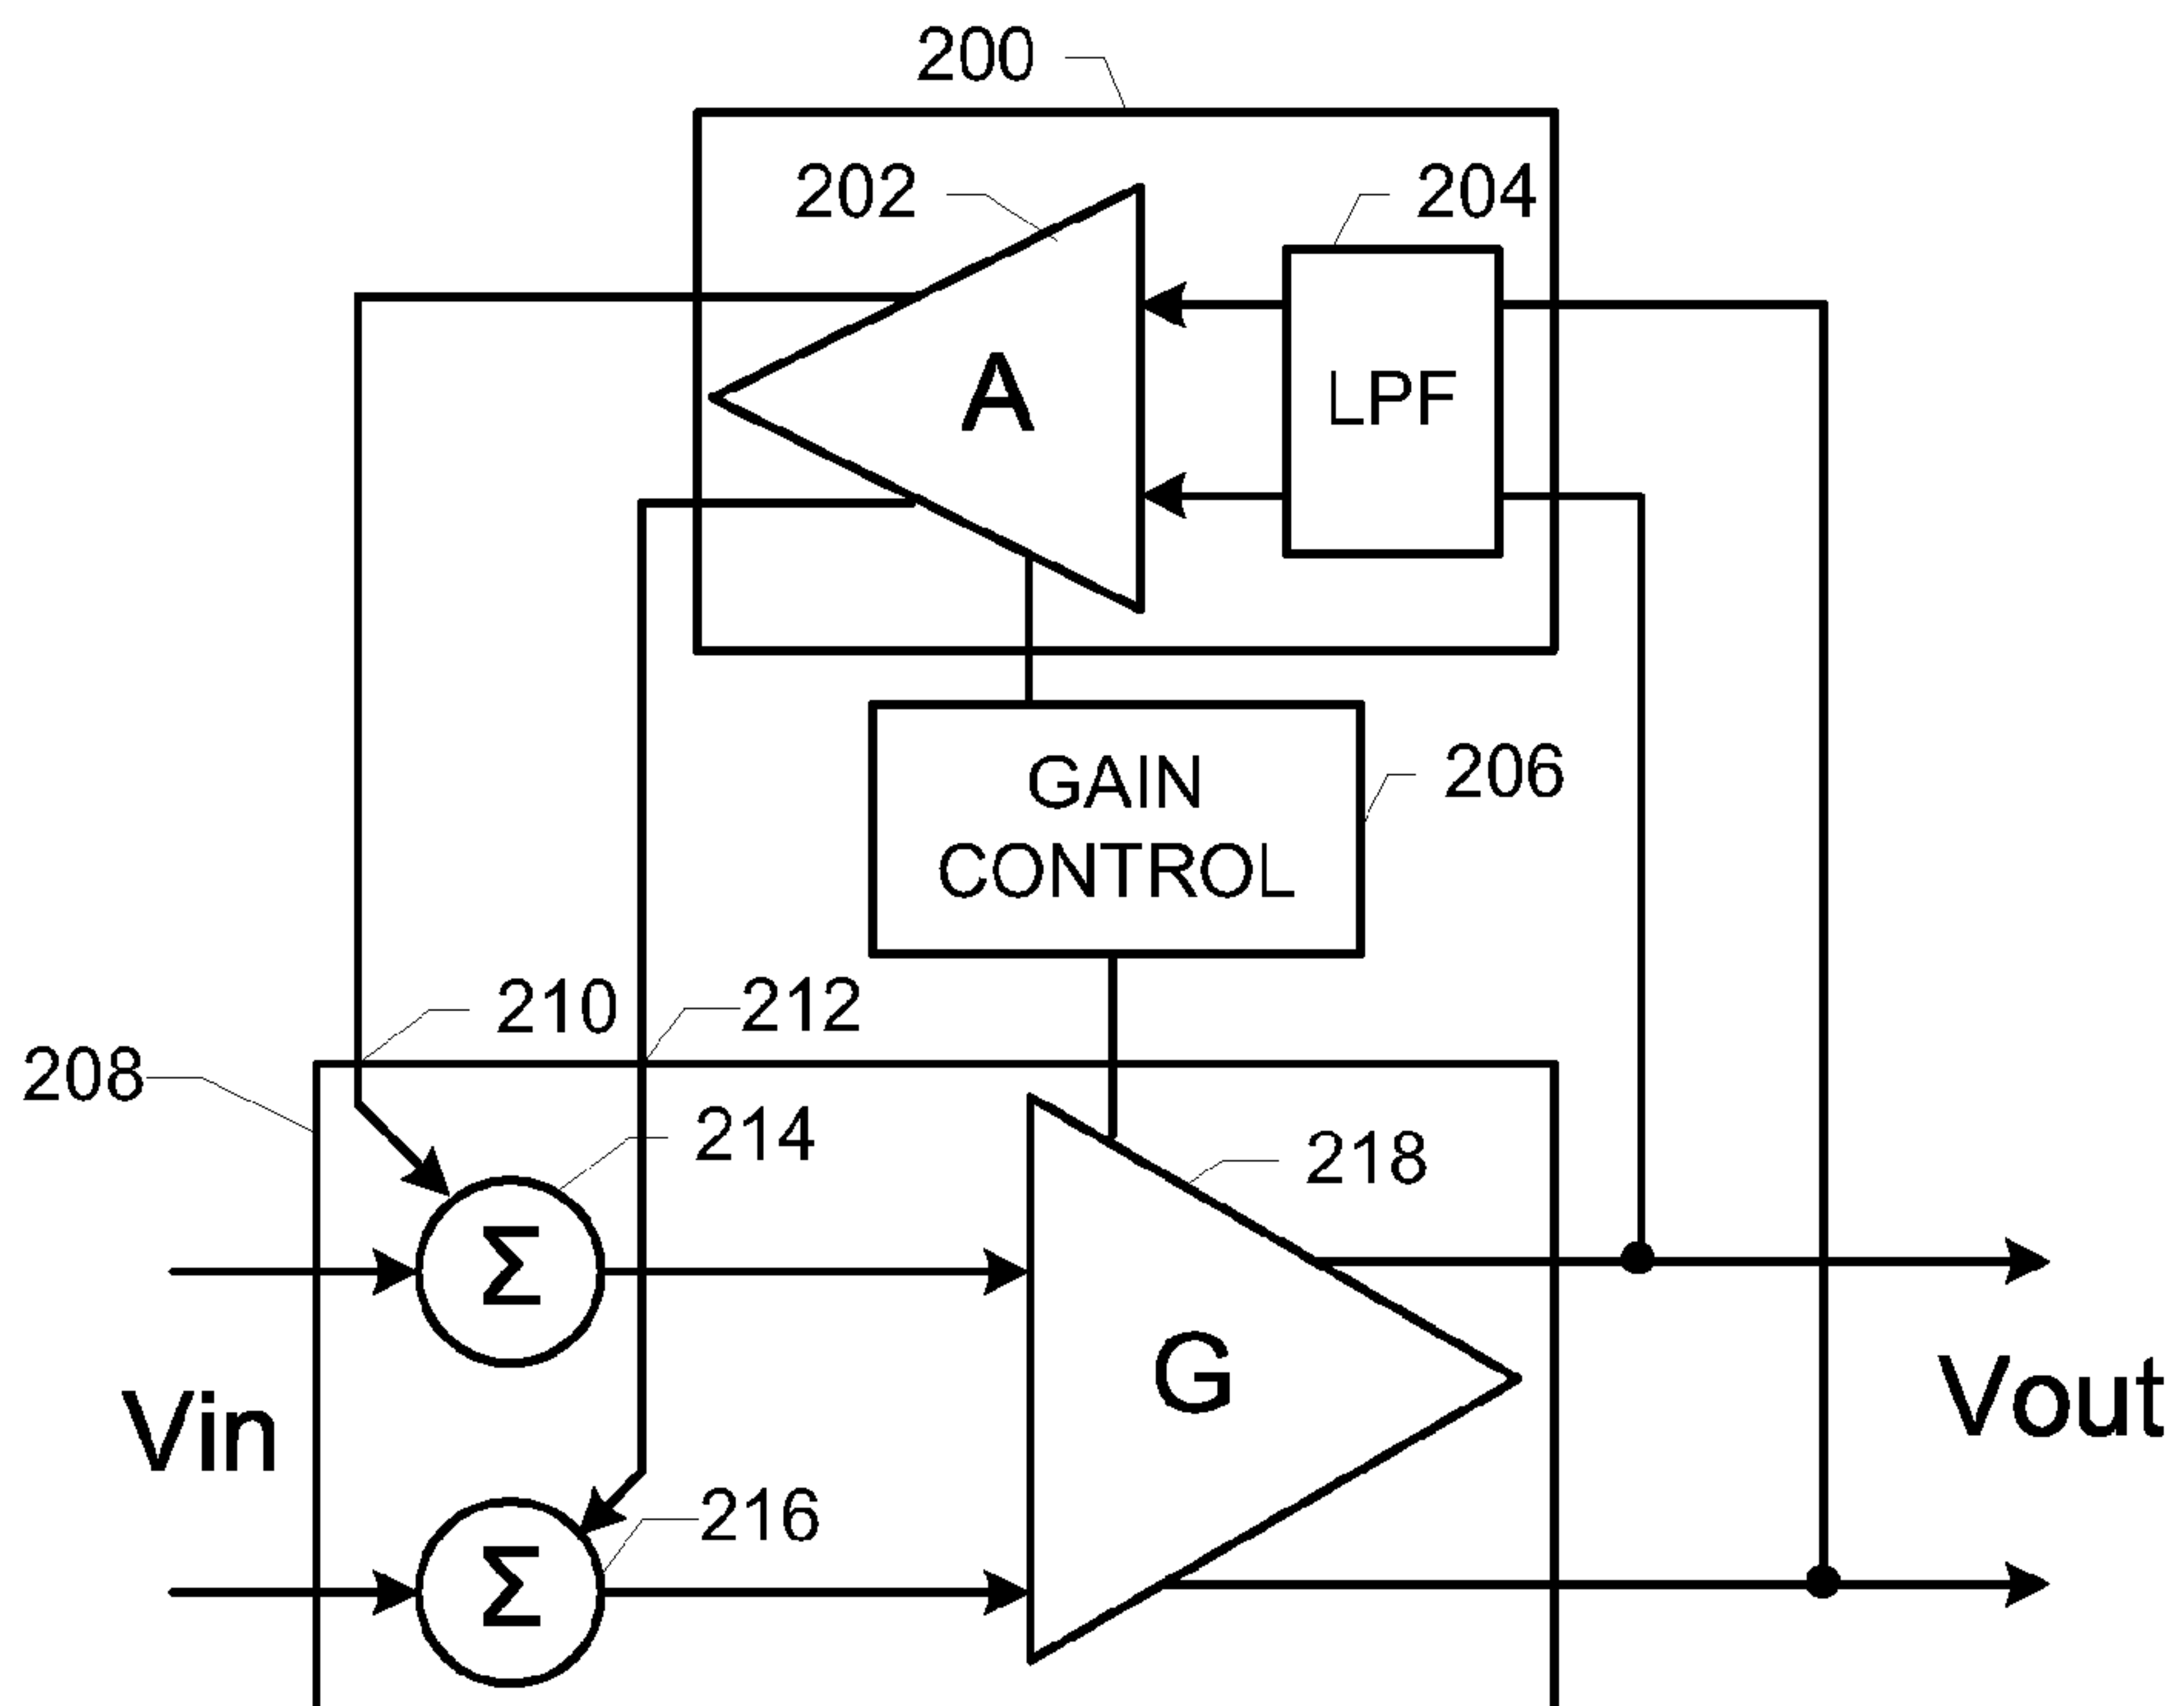 200
202
204
A
LPF
GAIN
CONTROL
206
210
212
208
214
218
Σ
G
Vin
Vout
216
Σ